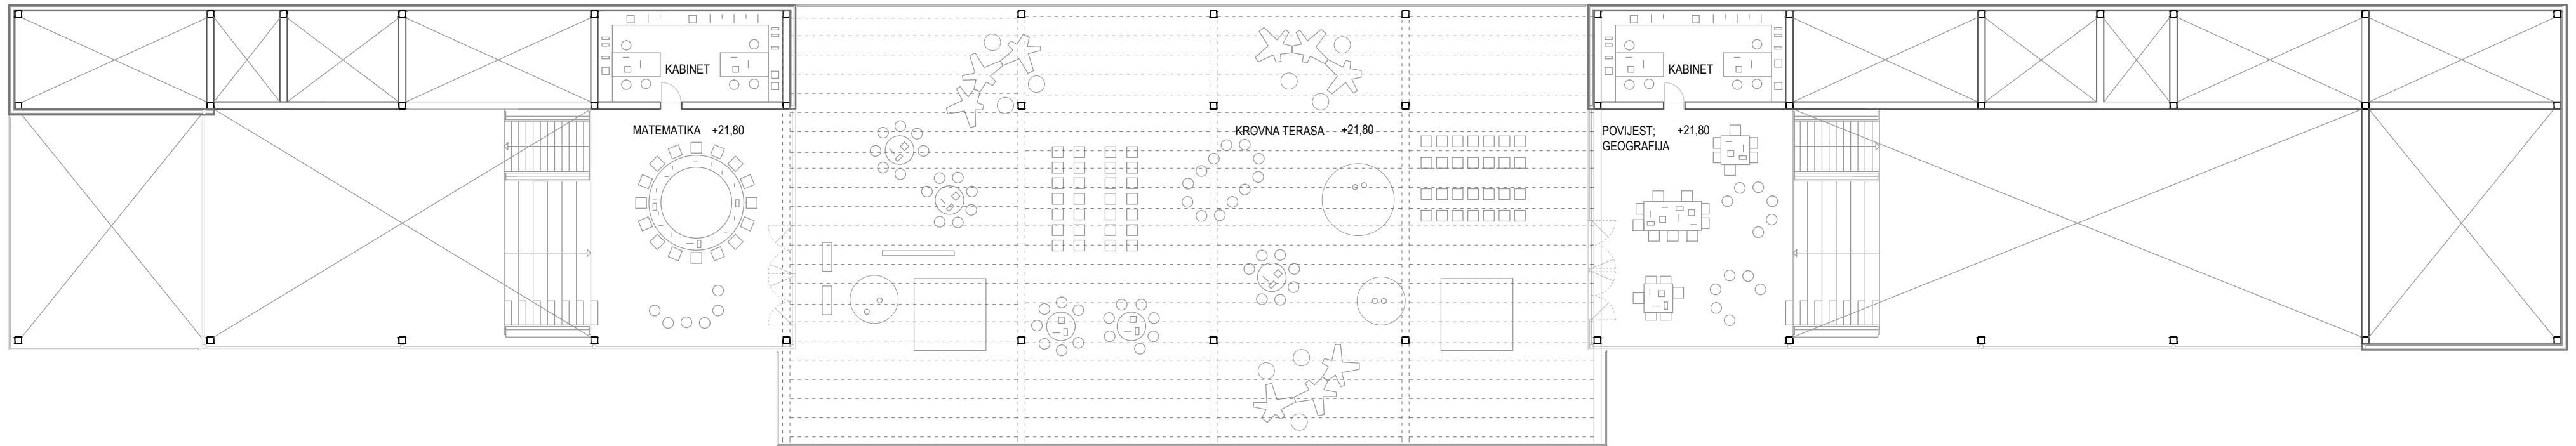 KABINET
KABINET
MATEMATIKA +21,80
KROVNA TERASA +21,80
POVIJEST; +21,80
GEOGRAFIJA